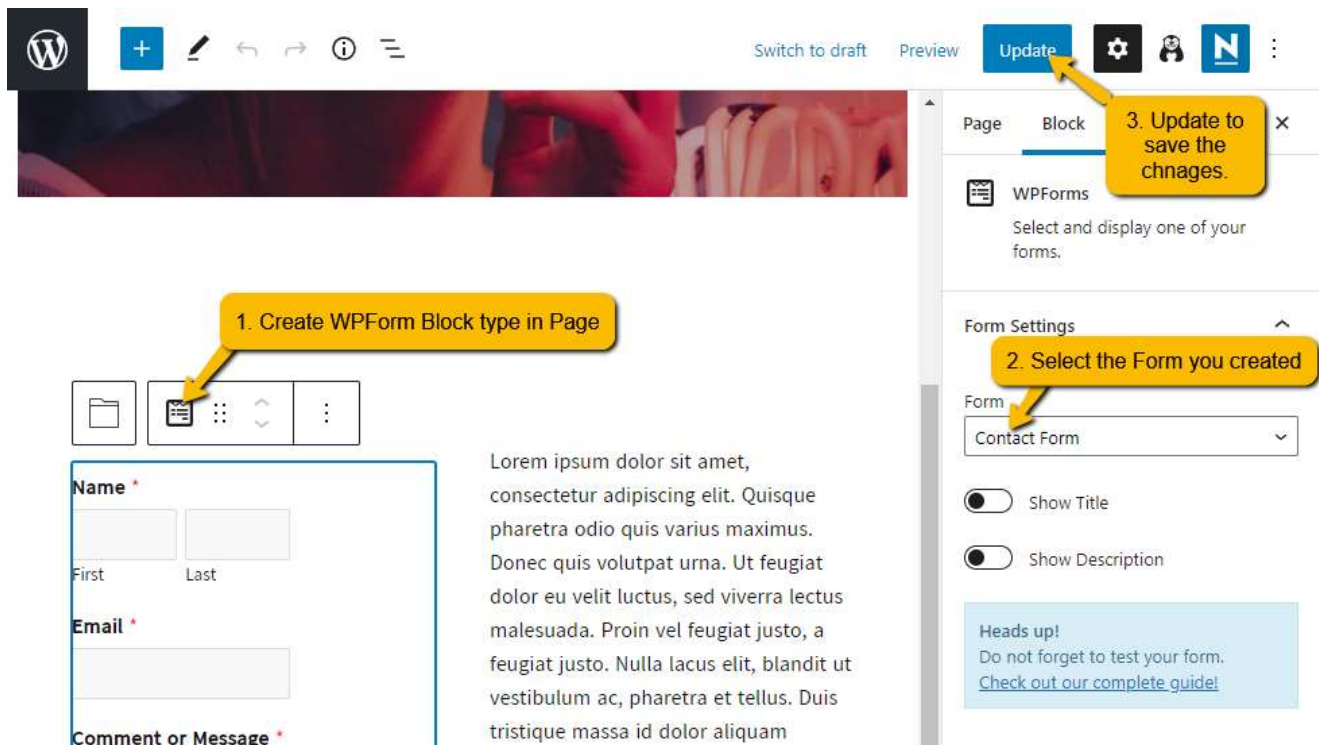 Switch to draft
Preview
Update
Page
Block
3. Update to
save the
chnages.
WPForms
Select and display one of your
forms.
1. Create WPForm Block type in Page
Form Settings
2. Select the Form you created
Form
Contact Form
Show Title
Show Description
Heads up!
Do not forget to test your form.
Check out our complete guide!
Name *
First Last
Email *
Comment or Message *
Lorem ipsum dolor sit amet,
consectetur adipiscing elit. Quisque
pharetra odio quis varius maximus.
Donec quis volutpat urna. Ut feugiat
dolor eu velit luctus, sed viverra lectus
malesuada. Proin vel feugiat justo, a
feugiat justo. Nulla lacus elit, blandit ut
vestibulum ac, pharetra et tellus. Duis
tristique massa id dolor aliquam